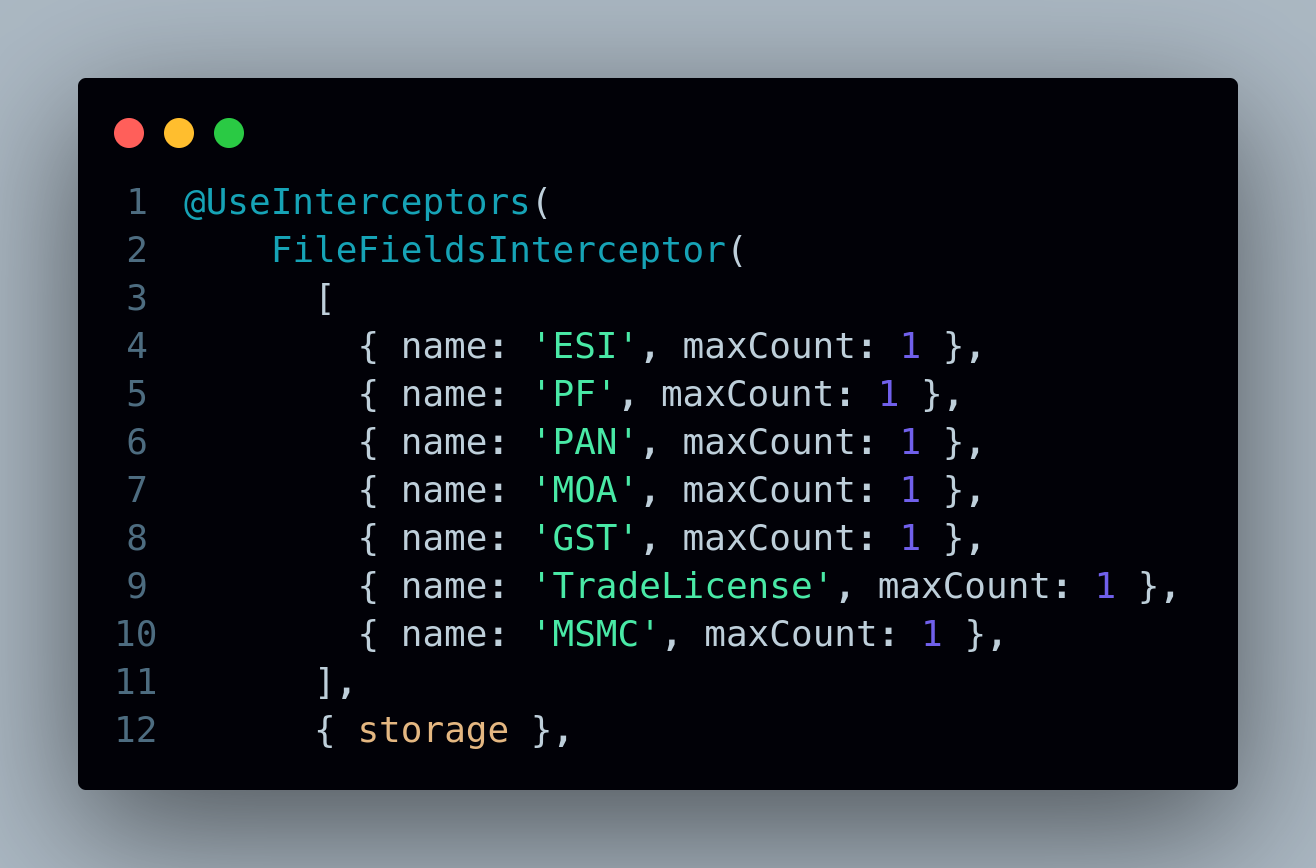 1 @UseInterceptors(
2 FileFieldsInterceptor(
3 [
4 { name: 'ESI', maxCount: 1 },
5 { name: 'PF', maxCount: 1 },
6 { name: 'PAN', maxCount: 1 },
7 { name: 'MOA', maxCount: 1 },
8 { name: 'GST', maxCount: 1 },
9 { name: 'TradeLicense', maxCount: 1 },
10 { name: 'MSMC', maxCount: 1 },
11 ],
12 { storage },